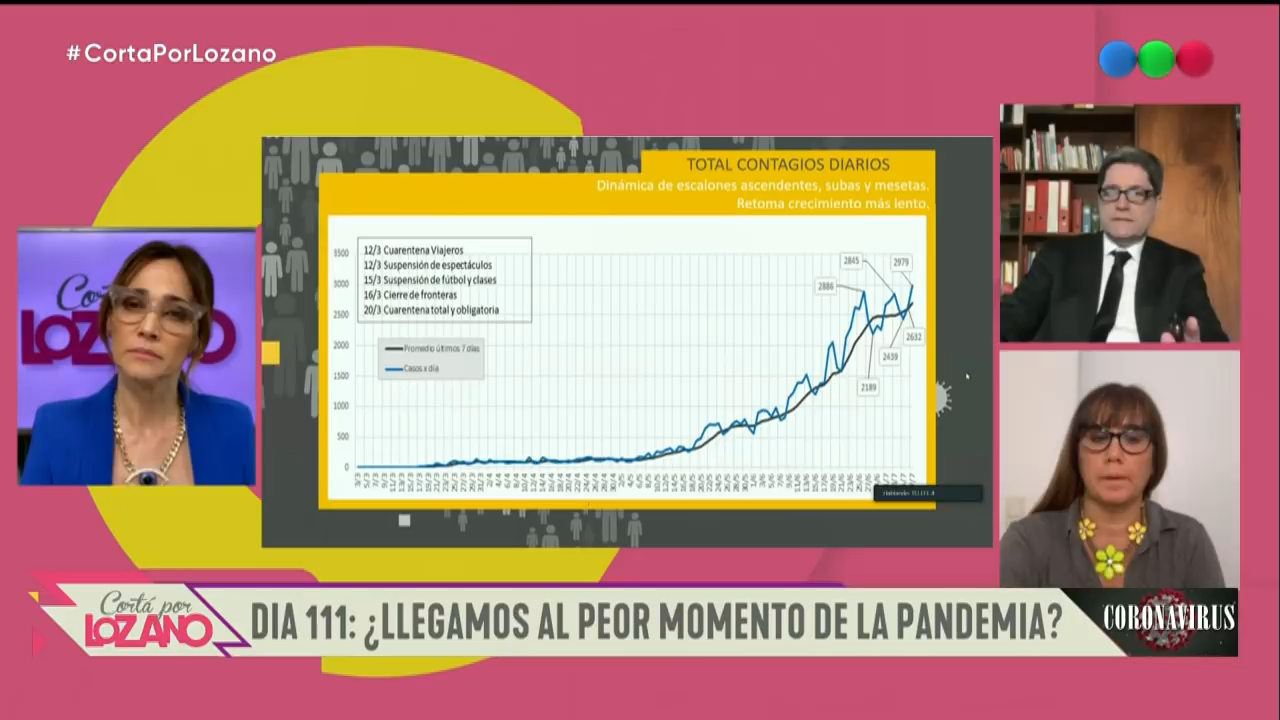 #CortaPorLozano
TOTAL CONTAGIOS DIARIOS
Dinámica de escalones ascendentes, subas y mesetas.
Retoma crecimiento más lento.
12/3 Cuarentena Viajeros
12/3 Suspensión de espectáculos
15/3 Suspensión de fútbol y clases
16/3 Cierre de fronteras
20/3 Cuarentena total y obligatoria
Promedio últimos 7 días
Casos x día
3500
3000
2500
2000
1500
1000
500
0
2886
2845
2979
2632
2439
2189
LOZANO
Cortá por
LOZANO
DIA 111: ¿LLEGAMOS AL PEOR MOMENTO DE LA PANDEMIA?
CORONAVIRUS